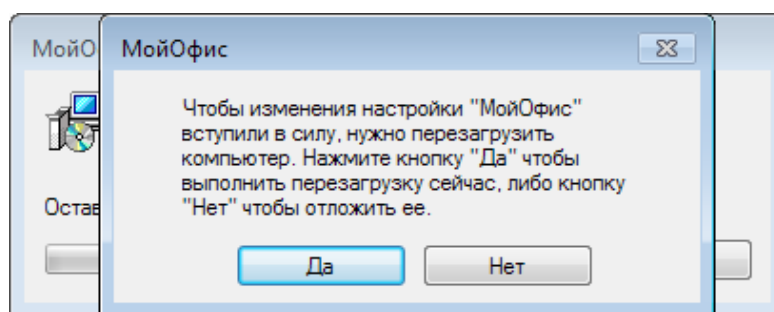 МойО
МойОфис
Чтобы изменения настройки "МойОфис"
вступили в силу, нужно перезагрузить
компьютер. Нажмите кнопку "Да" чтобы
выполнить перезагрузку сейчас, либо кнопку
"Нет" чтобы отложить ее.
Остав
Да
Нет